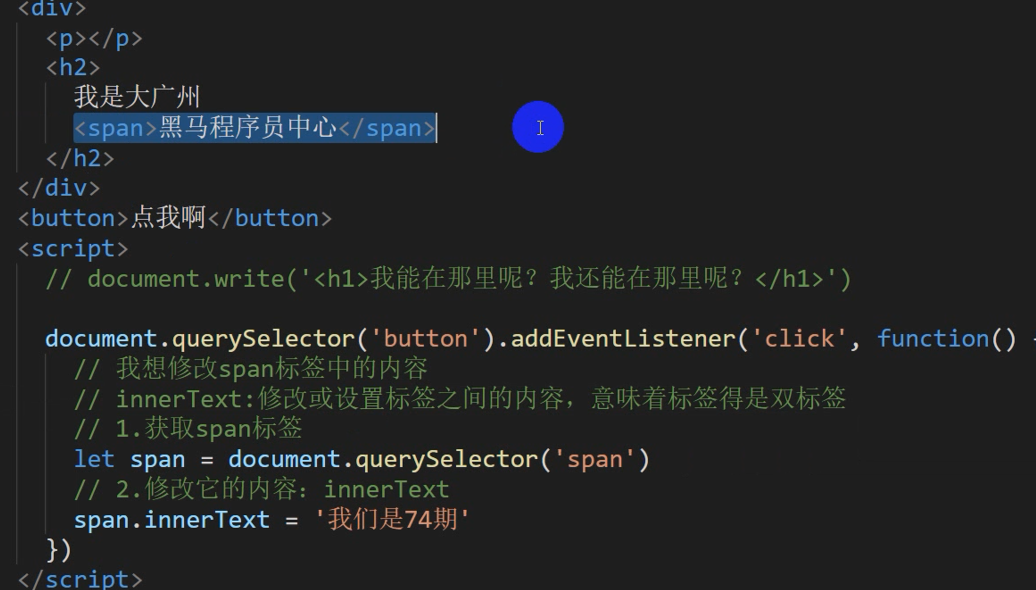 <div>
<p></p>
<h2>
我是大广州
<span>黑马程序员中心</span>
</h2>
</div>
<button>点我啊</button>
<script>
// document.write('<h1>我能在那里呢？我还能在那里呢？</h1>')
document.querySelector('button').addEventListener('click', function()
// 我想修改span标签中的内容
// innerText:修改或设置标签之间的内容，意味着标签得是双标签
// 1.获取span标签
let span = document.querySelector('span')
// 2.修改它的内容：innerText
span.innerText = '我们是74期'
})
</script>